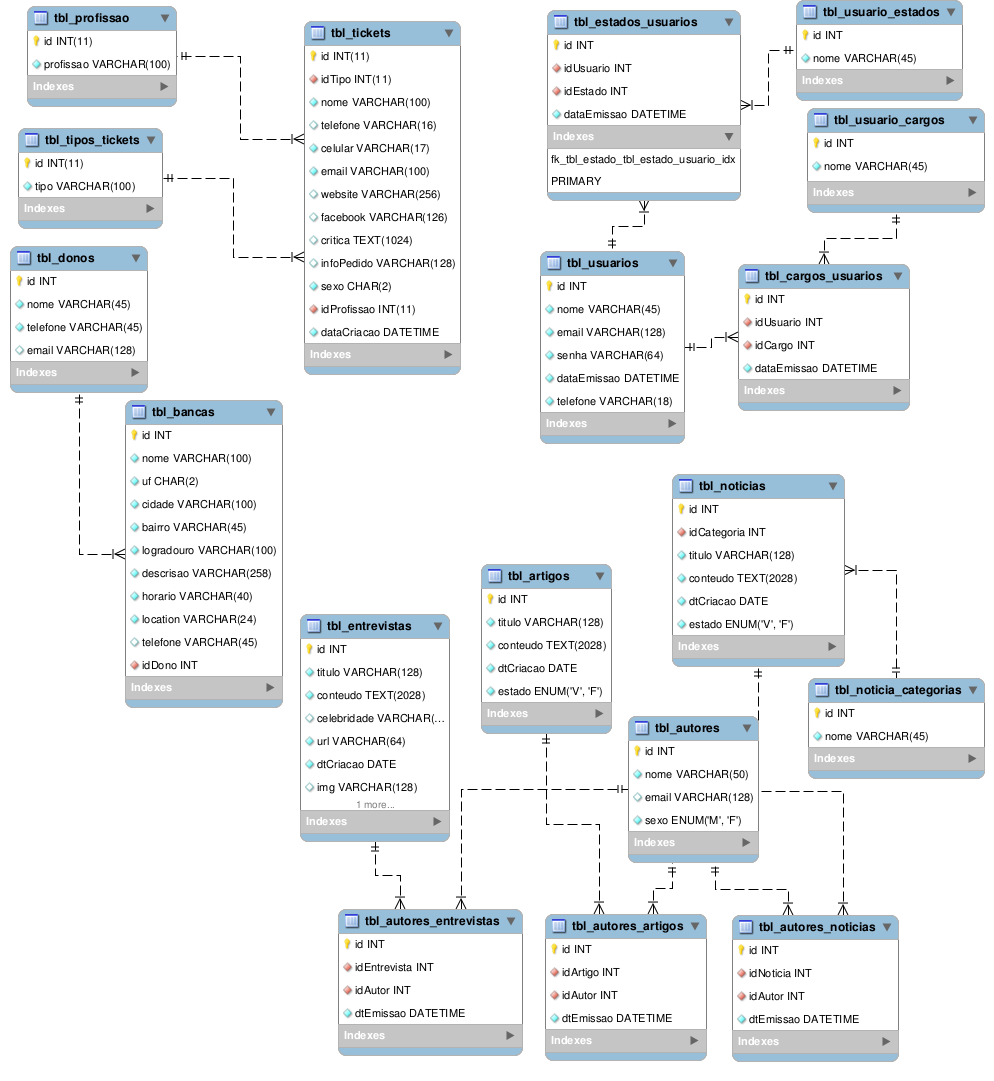 tbl_profissao
id INT(11)
profissao VARCHAR(100)
Indexes
tbl_tipos_tickets
id INT(11)
tipo VARCHAR(100)
Indexes
tbl_donos
id INT
nome VARCHAR(45)
telefone VARCHAR(45)
email VARCHAR(128)
Indexes
tbl_tickets
id INT(11)
idTipo INT(11)
nome VARCHAR(100)
telefone VARCHAR(16)
celular VARCHAR(17)
email VARCHAR(100)
website VARCHAR(256)
facebook VARCHAR(126)
critica TEXT(1024)
infoPedido VARCHAR(128)
sexo CHAR(2)
idProfissao INT(11)
dataCriacao DATETIME
Indexes
tbl_estados_usuarios
id INT
idUsuario INT
idEstado INT
dataEmissao DATETIME
Indexes
fk_tbl_estado_tbl_estado_usuario_idx
PRIMARY
tbl_usuario_estados
id INT
nome VARCHAR(45)
Indexes
tbl_usuario_cargos
id INT
nome VARCHAR(45)
Indexes
tbl_usuarios
id INT
nome VARCHAR(45)
email VARCHAR(128)
senha VARCHAR(64)
dataEmissao DATETIME
telefone VARCHAR(18)
Indexes
tbl_cargos_usuarios
id INT
idUsuario INT
idCargo INT
dataEmissao DATETIME
Indexes
tbl_bancas
id INT
nome VARCHAR(100)
uf CHAR(2)
cidade VARCHAR(100)
bairro VARCHAR(45)
logradouro VARCHAR(100)
descrisao VARCHAR(258)
horario VARCHAR(40)
location VARCHAR(24)
telefone VARCHAR(45)
idDono INT
Indexes
tbl_entrevistas
id INT
titulo VARCHAR(128)
conteudo TEXT(2028)
celebridade VARCHAR(...
url VARCHAR(64)
dtCriacao DATE
img VARCHAR(128)
1 more...
Indexes
tbl_artigos
id INT
titulo VARCHAR(128)
conteudo TEXT(2028)
dtCriacao DATE
estado ENUM('V', 'F')
Indexes
tbl_noticias
id INT
idCategoria INT
titulo VARCHAR(128)
conteudo TEXT(2028)
dtCriacao DATE
estado ENUM('V', 'F')
Indexes
tbl_noticia_categorias
id INT
nome VARCHAR(45)
Indexes
tbl_autores
id INT
nome VARCHAR(50)
email VARCHAR(128)
sexo ENUM('M', 'F')
Indexes
tbl_autores_entrevistas
id INT
idEntrevista INT
idAutor INT
dtEmissao DATETIME
Indexes
tbl_autores_artigos
id INT
idArtigo INT
idAutor INT
dtEmissao DATETIME
Indexes
tbl_autores_noticias
id INT
idNoticia INT
idAutor INT
dtEmissao DATETIME
Indexes